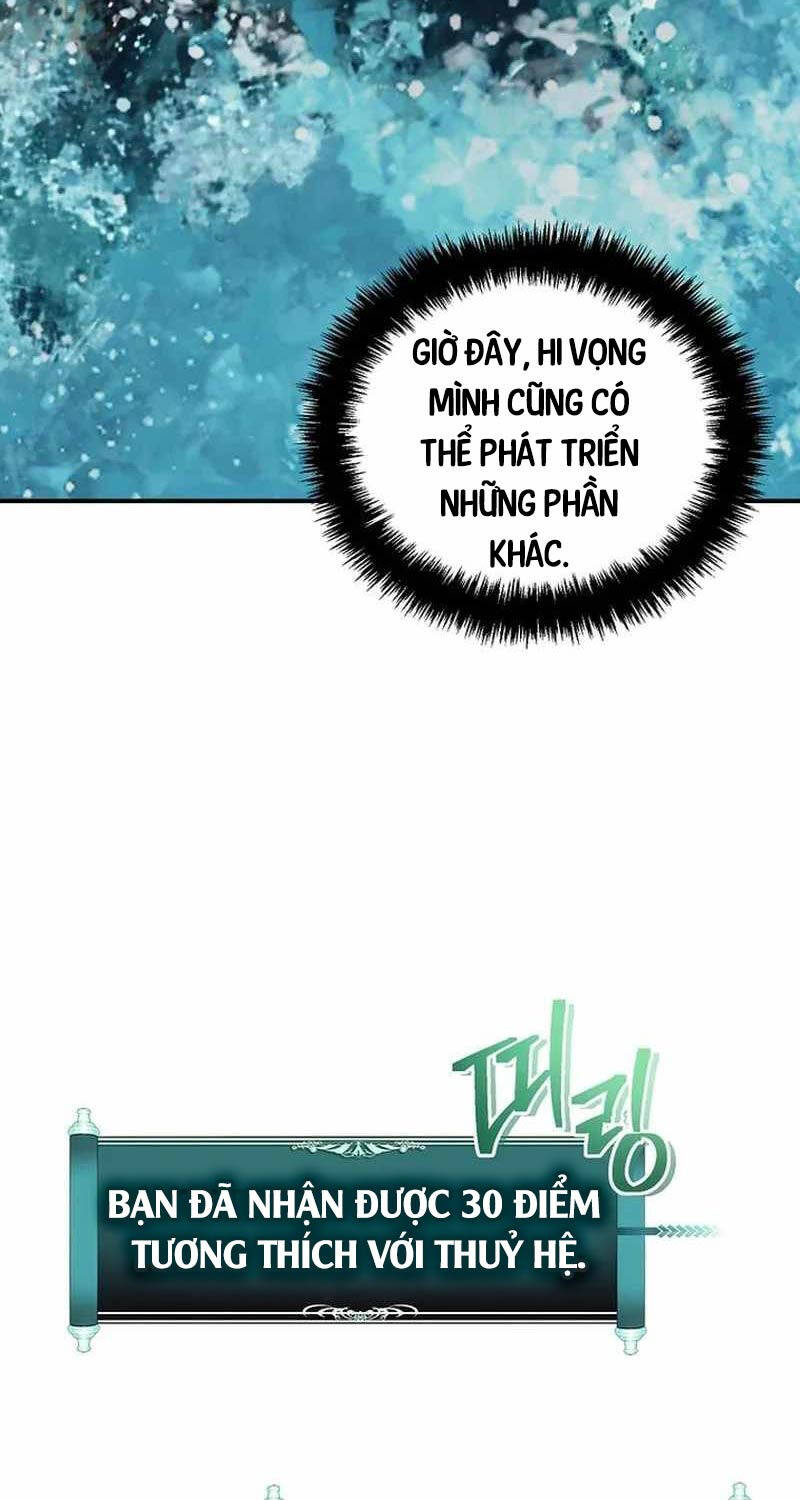 GIỜ ĐÂY, HI VỌNG
MÌNH CŨNG CÓ
THỂ PHÁT TRIỂN
NHỮNG PHẦN
KHÁC.
띠링
BẠN ĐÃ NHẬN ĐƯỢC 30 ĐIỂM
TƯƠNG THÍCH VỚI THUỶ HỆ.